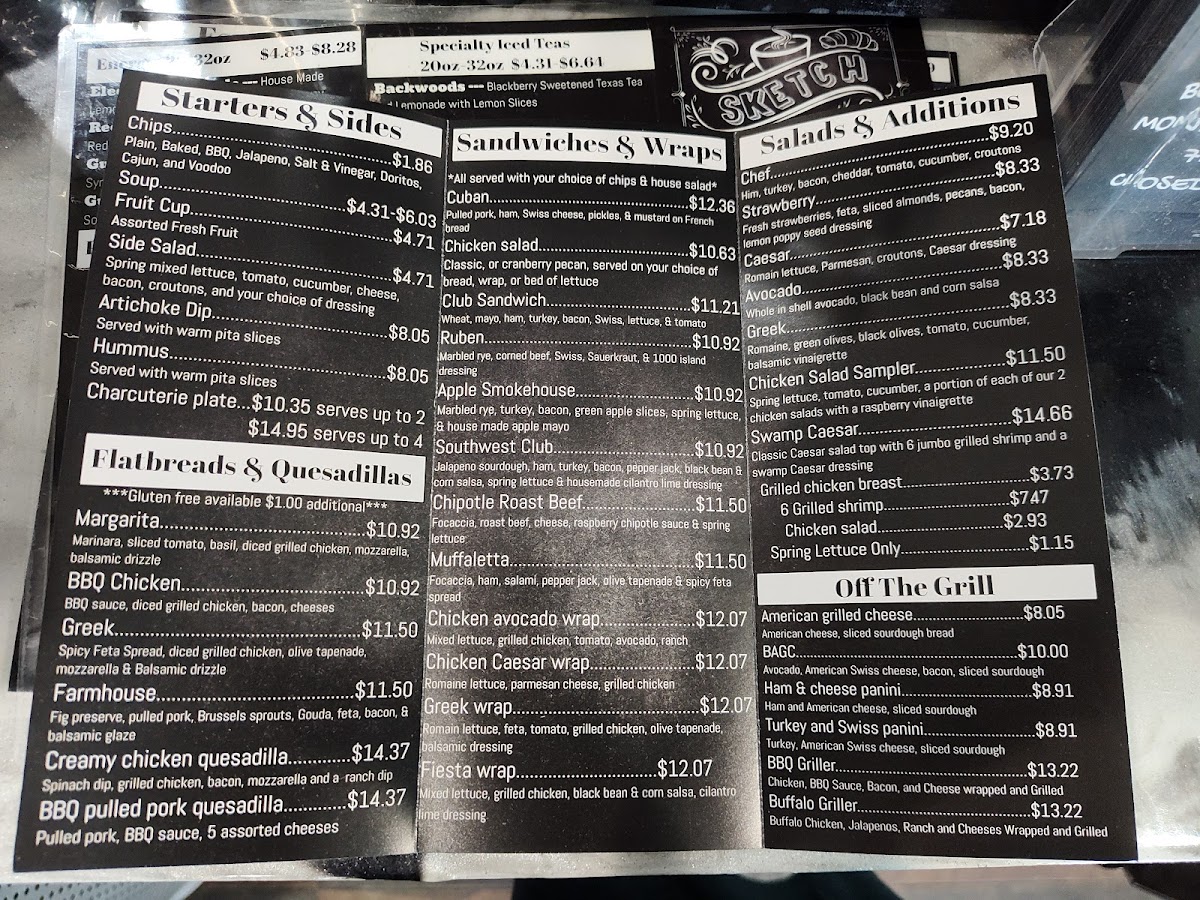 32oz $4.83-$8.28
House Made
Specialty Iced Teas
20oz-32oz $4.31-$6.64
Backwoods --- Blackberry Sweetened Texas Tea
Lemonade with Lemon Slices
SKETCH
Starters & Sides
Chips $1.86
Plain, Baked, BBQ, Jalapeno, Salt & Vinegar, Doritos,
Cajun, and Voodoo
Soup $4.31-$6.03
Fruit Cup $4.71
Assorted Fresh Fruit
Side Salad $4.71
Spring mixed lettuce, tomato, cucumber, cheese,
bacon, croutons, and your choice of dressing
Artichoke Dip $8.05
Served with warm pita slices
Hummus $8.05
Served with warm pita slices
Charcuterie plate...$10.35 serves up to 2
$14.95 serves up to 4
Flatbreads & Quesadillas
***Gluten free available $1.00 additional***
Margarita $10.92
Marinara, sliced tomato, basil, diced grilled chicken, mozzarella,
balsamic drizzle
BBQ Chicken $10.92
BBQ sauce, diced grilled chicken, bacon, cheeses
Greek $11.50
Spicy Feta Spread, diced grilled chicken, olive tapenade,
mozzarella & Balsamic drizzle
Farmhouse $11.50
Fig preserve, pulled pork, Brussels sprouts, Gouda, feta, bacon, &
balsamic glaze
Creamy chicken quesadilla $14.37
Spinach dip, grilled chicken, bacon, mozzarella and a ranch dip
BBQ pulled pork quesadilla $14.37
Pulled pork, BBQ sauce, 5 assorted cheeses
Sandwiches & Wraps
*All served with your choice of chips & house salad*
Cuban $12.36
Pulled pork, ham, Swiss cheese, pickles, & mustard on French
bread
Chicken salad $10.63
Classic, or cranberry pecan, served on your choice of
bread, wrap, or bed of lettuce
Club Sandwich $11.21
Wheat, mayo, ham, turkey, bacon, Swiss, lettuce, & tomato
Ruben $10.92
Marbled rye, corned beef, Swiss, Sauerkraut, & 1000 island
dressing
Apple Smokehouse $10.92
Marbled rye, turkey, bacon, green apple slices, spring lettuce,
& house made apple mayo
Southwest Club $10.92
Jalapeno sourdough, ham, turkey, bacon, pepper jack, black bean &
corn salsa, spring lettuce & housemade cilantro lime dressing
Chipotle Roast Beef $11.50
Focaccia, roast beef, cheese, raspberry chipotle sauce & spring
lettuce
Muffaletta $11.50
Focaccia, ham, salami, pepper jack, olive tapenade & spicy feta
spread
Chicken avocado wrap $12.07
Mixed lettuce, grilled chicken, tomato, avocado, ranch
Chicken Caesar wrap $12.07
Romaine lettuce, parmesan cheese, grilled chicken
Greek wrap $12.07
Romain lettuce, feta, tomato, grilled chicken, olive tapenade,
balsamic dressing
Fiesta wrap $12.07
Mixed lettuce, grilled chicken, black bean & corn salsa, cilantro
lime dressing
Salads & Additions
Chef $9.20
Him, turkey, bacon, cheddar, tomato, cucumber, croutons
Strawberry $8.33
Fresh strawberries, feta, sliced almonds, pecans, bacon,
lemon poppy seed dressing
Caesar $7.18
Romain lettuce, Parmesan, croutons, Caesar dressing
Avocado $8.33
Whole in shell avocado, black bean and corn salsa
Greek $8.33
Romaine, green olives, black olives, tomato, cucumber,
balsamic vinaigrette
Chicken Salad Sampler $11.50
Spring lettuce, tomato, cucumber, a portion of each of our 2
chicken salads with a raspberry vinaigrette
Swamp Caesar $14.66
Classic Caesar salad top with 6 jumbo grilled shrimp and a
swamp Caesar dressing
Grilled chicken breast $3.73
6 Grilled shrimp $7.47
Chicken salad $2.93
Spring Lettuce Only $1.15
Off The Grill
American grilled cheese $8.05
American cheese, sliced sourdough bread
BAGC $10.00
Avocado, American Swiss cheese, bacon, sliced sourdough
Ham & cheese panini $8.91
Ham and American cheese, sliced sourdough
Turkey and Swiss panini $8.91
Turkey, American Swiss cheese, sliced sourdough
BBQ Griller $13.22
Chicken, BBQ Sauce, Bacon, and Cheese wrapped and Grilled
Buffalo Griller $13.22
Buffalo Chicken, Jalapenos, Ranch and Cheeses Wrapped and Grilled